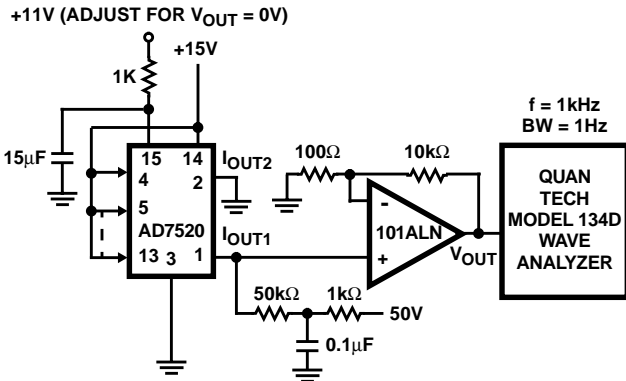 +11V (ADJUST FOR VOUT = 0V)
+15V
1K
15μF
15
14
4
2
5
AD7520
13
3
1
IOUT2
IOUT1
100Ω
10kΩ
-
+
101ALN
VOUT
50kΩ
1kΩ
50V
0.1μF
f = 1kHz
BW = 1Hz
QUAN
TECH
MODEL 134D
WAVE
ANALYZER